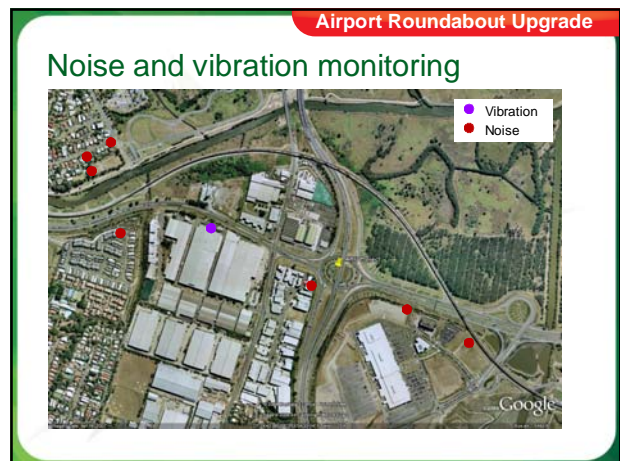 Airport Roundabout Upgrade
Noise and vibration monitoring
Vibration
Noise
Google